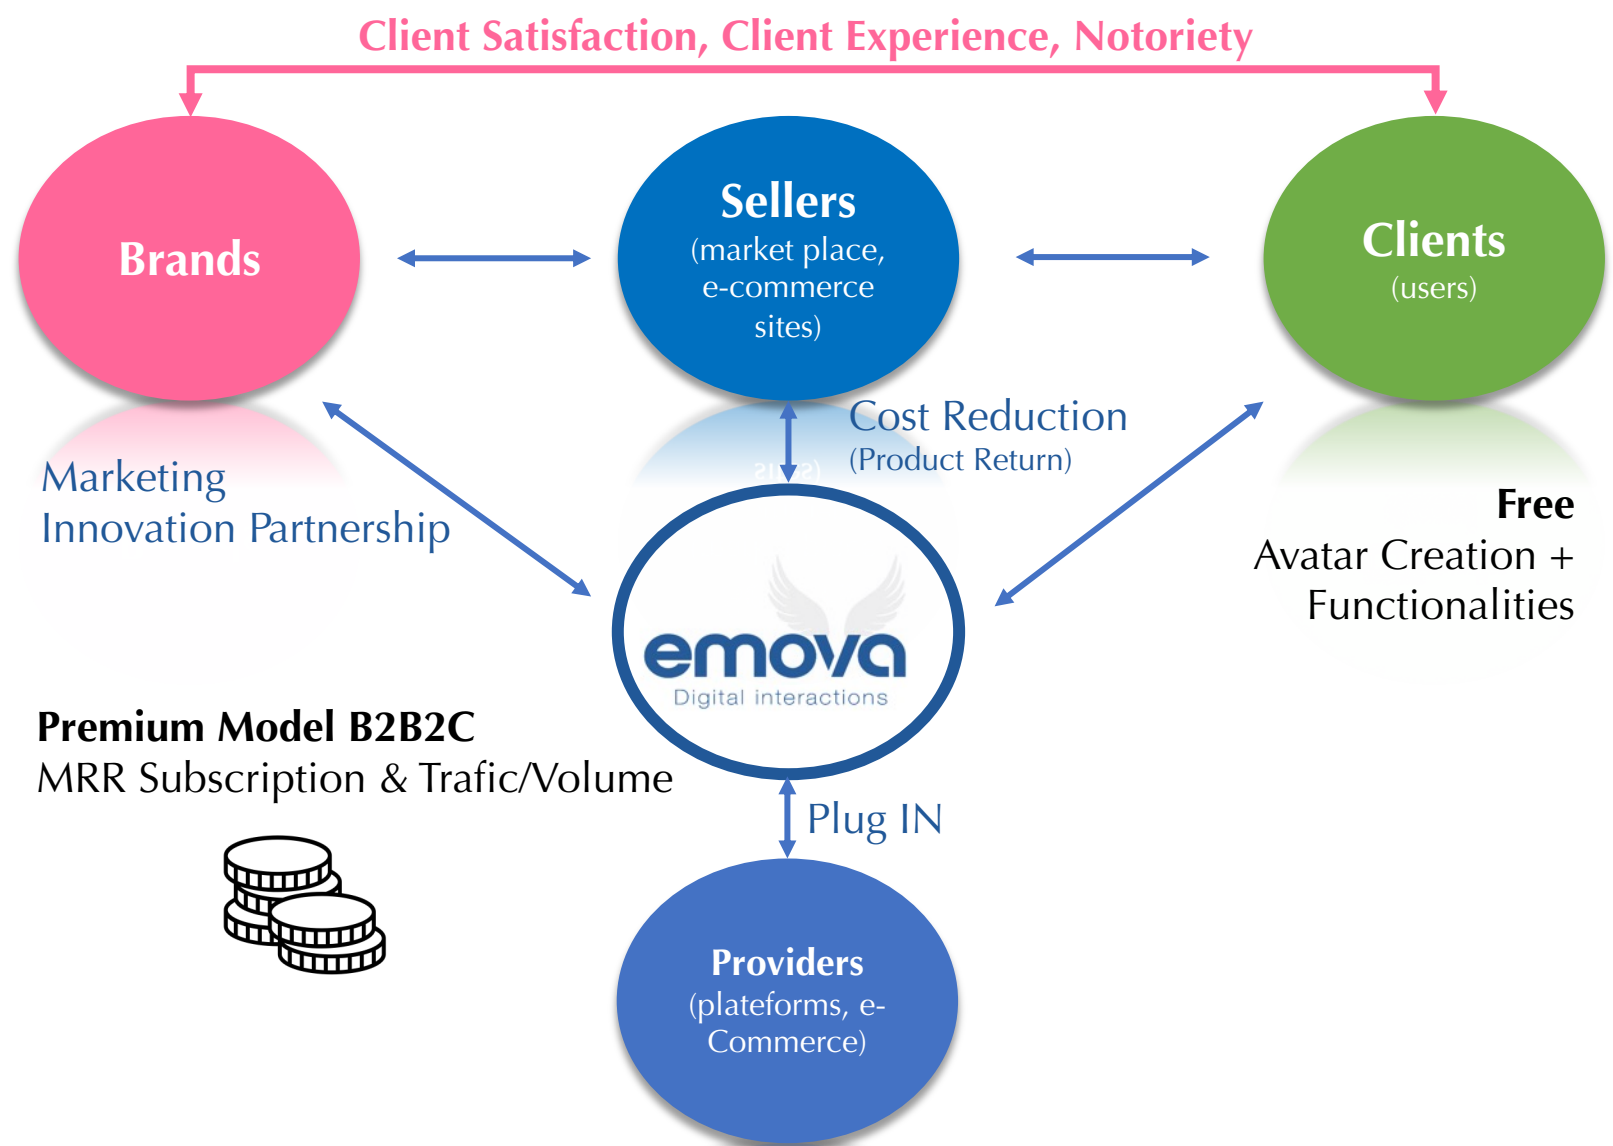 Client Satisfaction, Client Experience, Notoriety
Brands
Sellers
(market place,
e-commerce
sites)
Clients
(users)
Cost Reduction
(Product Return)
Marketing
Innovation Partnership
Free
Avatar Creation +
Functionalities
emova
Digital interactions
Premium Model B2B2C
MRR Subscription & Trafic/Volume
Plug IN
Providers
(plateforms, e-
Commerce)